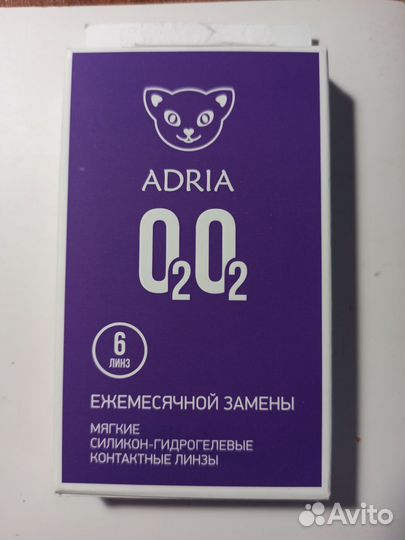 ADRIA
O2O2
6
ЛИНЗ
ЕЖЕМЕСЯЧНОЙ ЗАМЕНЫ
МЯГКИЕ
СИЛИКОН-ГИДРОГЕЛЕВЫЕ
КОНТАКТНЫЕ ЛИНЗЫ
Avito